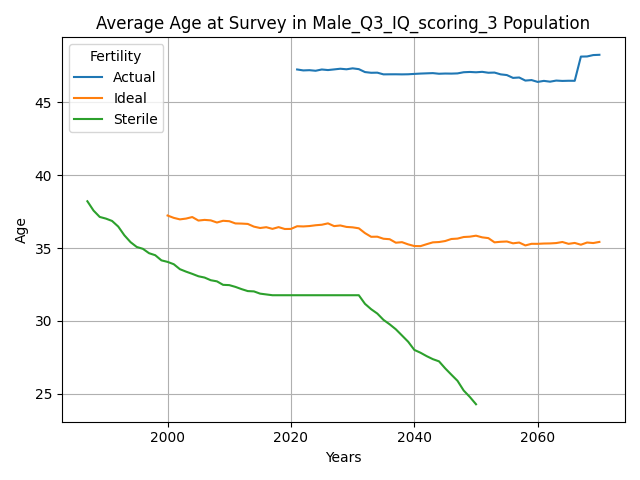 Average Age at Survey in Male_Q3_IQ_scoring_3 Population
Fertility
Actual
Ideal
Sterile
Age
45
40
35
30
25
2000
2020
2040
2060
Years